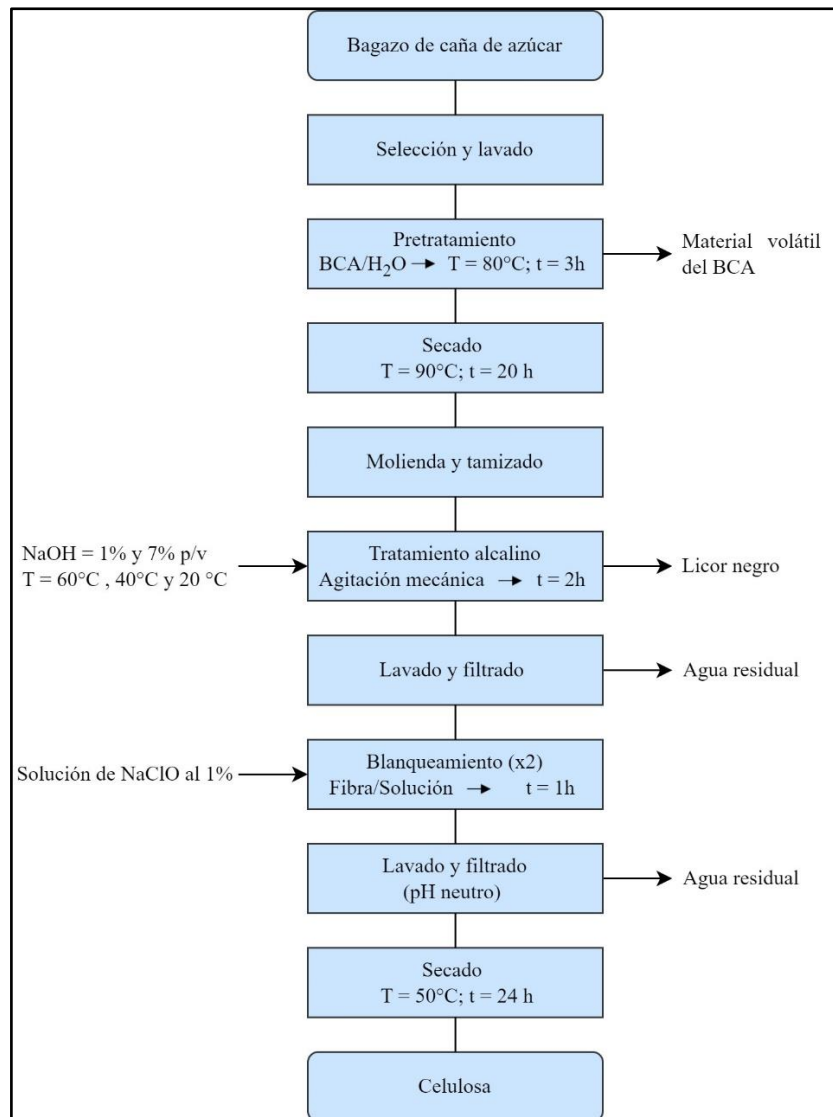 Bagazo de caña de azúcar
Selección y lavado
Pretratamiento
BCA/H₂O → T = 80°C; t = 3h
Material volátil
del BCA
Secado
T = 90°C; t = 20 h
Molienda y tamizado
NaOH = 1% y 7% p/v
T = 60°C , 40°C y 20 °C
Tratamiento alcalino
Agitación mecánica → t = 2h
Licor negro
Lavado y filtrado
Agua residual
Solución de NaClO al 1%
Blanqueamiento (x2)
Fibra/Solución → t = 1h
Lavado y filtrado
(pH neutro)
Agua residual
Secado
T = 50°C; t = 24 h
Celulosa